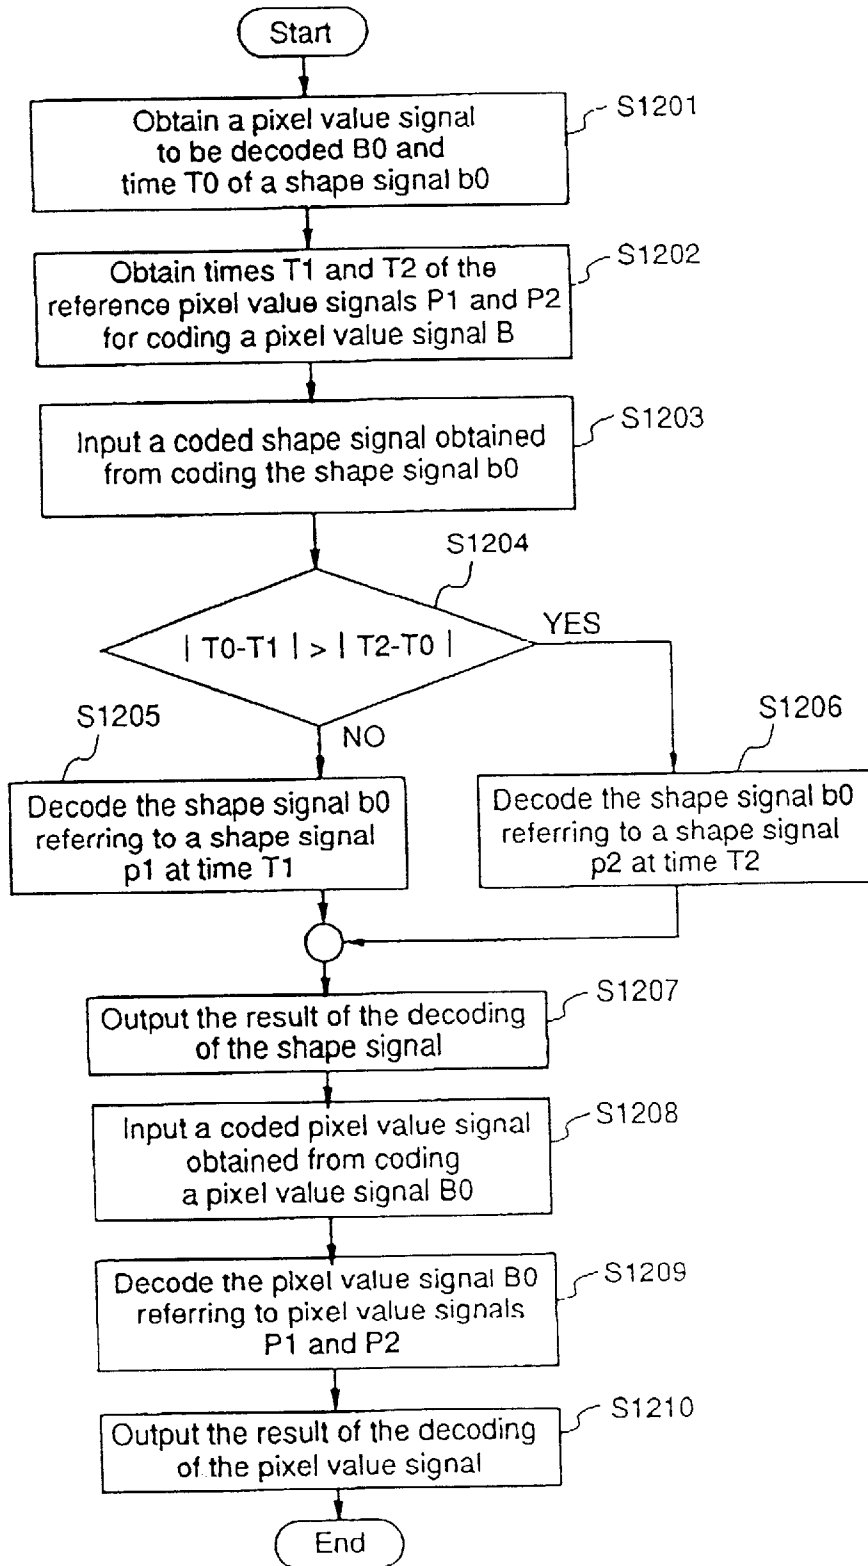 Start
S1201
Obtain a pixel value signal
to be decoded B0 and
time T0 of a shape signal b0
S1202
Obtain times T1 and T2 of the
reference pixel value signals P1 and P2
for coding a pixel value signal B
S1203
Input a coded shape signal obtained
from coding the shape signal b0
S1204
| T0-T1 | > | T2-T0 |
YES
NO
S1205
Decode the shape signal b0
referring to a shape signal
p1 at time T1
S1206
Decode the shape signal b0
referring to a shape signal
p2 at time T2
S1207
Output the result of the decoding
of the shape signal
S1208
Input a coded pixel value signal
obtained from coding
a pixel value signal B0
S1209
Decode the pixel value signal B0
referring to pixel value signals
P1 and P2
S1210
Output the result of the decoding
of the pixel value signal
End